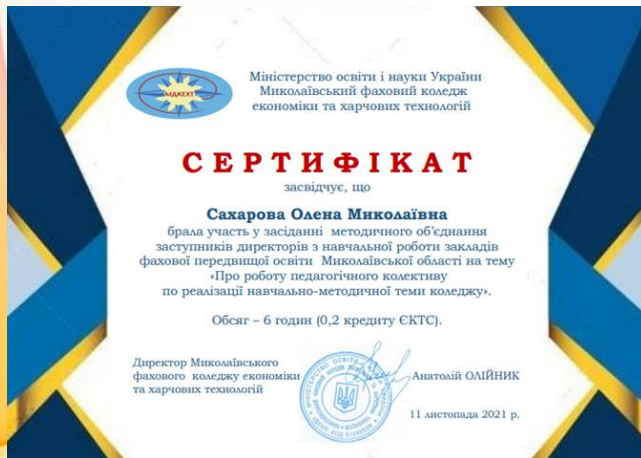 МДКЕХТ
Міністерство освіти і науки України
Миколаївський фаховий коледж
економіки та харчових технологій
СЕРТИФІКАТ
засвідчує, що
Сахарова Олена Миколаївна
брала участь у засіданні методичного об’єднання
заступників директорів з навчальної роботи закладів
фахової передвищої освіти Миколаївської області на тему
«Про роботу педагогічного колективу
по реалізації навчально-методичної теми коледжу».
Обсяг – 6 годин (0,2 кредиту ЄКТС).
Директор Миколаївського
фахового коледжу економіки
та харчових технологій
Анатолій ОЛІЙНИК
11 листопада 2021 р.